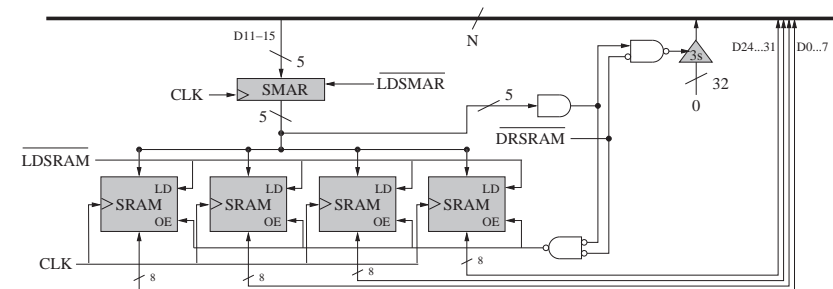 N
D11–15
5
D24...31 D0...7
3s
32
0
CLK
SMAR
LDSMAR
5
5
DRSRAM
LDSRAM
LD LD LD LD
SRAM SRAM SRAM SRAM
OE OE OE OE
CLK
8 8 8 8